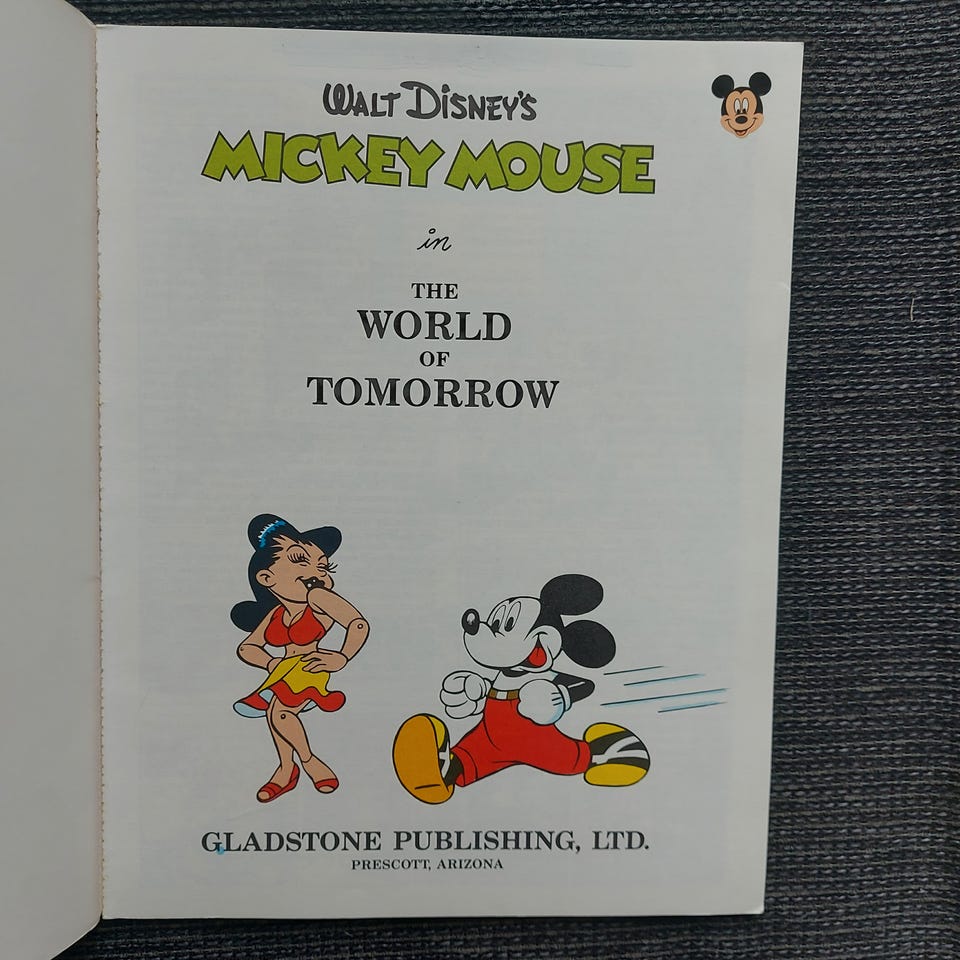 WALT DISNEY'S
MICKEY MOUSE
in
THE
WORLD
OF
TOMORROW
GLADSTONE PUBLISHING, LTD.
PRESCOTT, ARIZONA